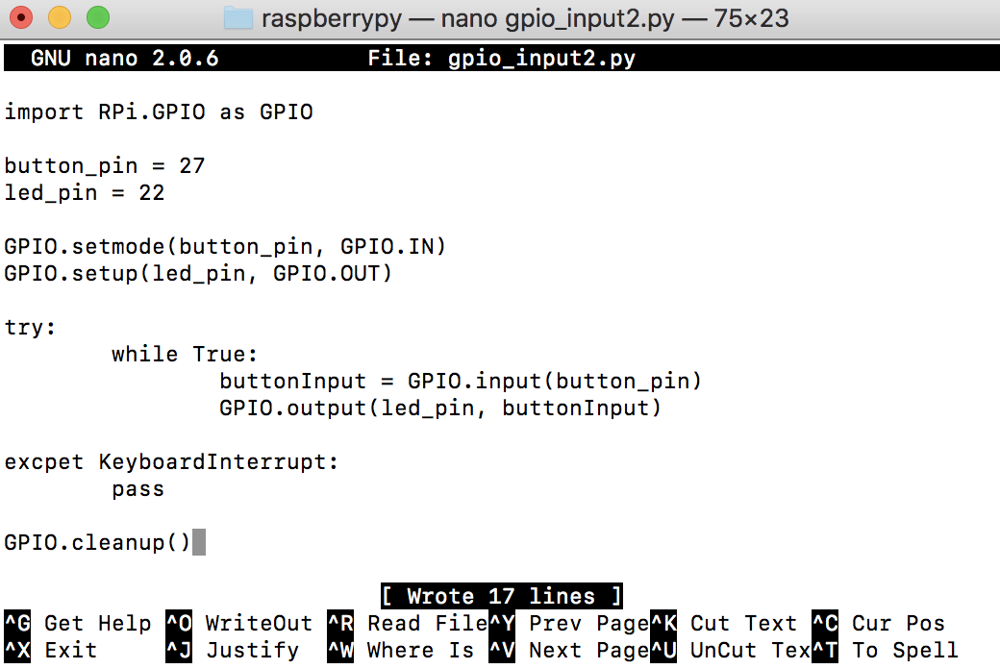 raspberrypy — nano gpio_input2.py — 75×23
GNU nano 2.0.6 File: gpio_input2.py
import RPi.GPIO as GPIO
button_pin = 27
led_pin = 22
GPIO.setmode(button_pin, GPIO.IN)
GPIO.setup(led_pin, GPIO.OUT)
try:
while True:
buttonInput = GPIO.input(button_pin)
GPIO.output(led_pin, buttonInput)
excpet KeyboardInterrupt:
pass
GPIO.cleanup()
[ Wrote 17 lines ]
^G Get Help ^O WriteOut ^R Read File^Y Prev Page^K Cut Text ^C Cur Pos
^X Exit ^J Justify ^W Where Is ^V Next Page^U UnCut Tex^T To Spell